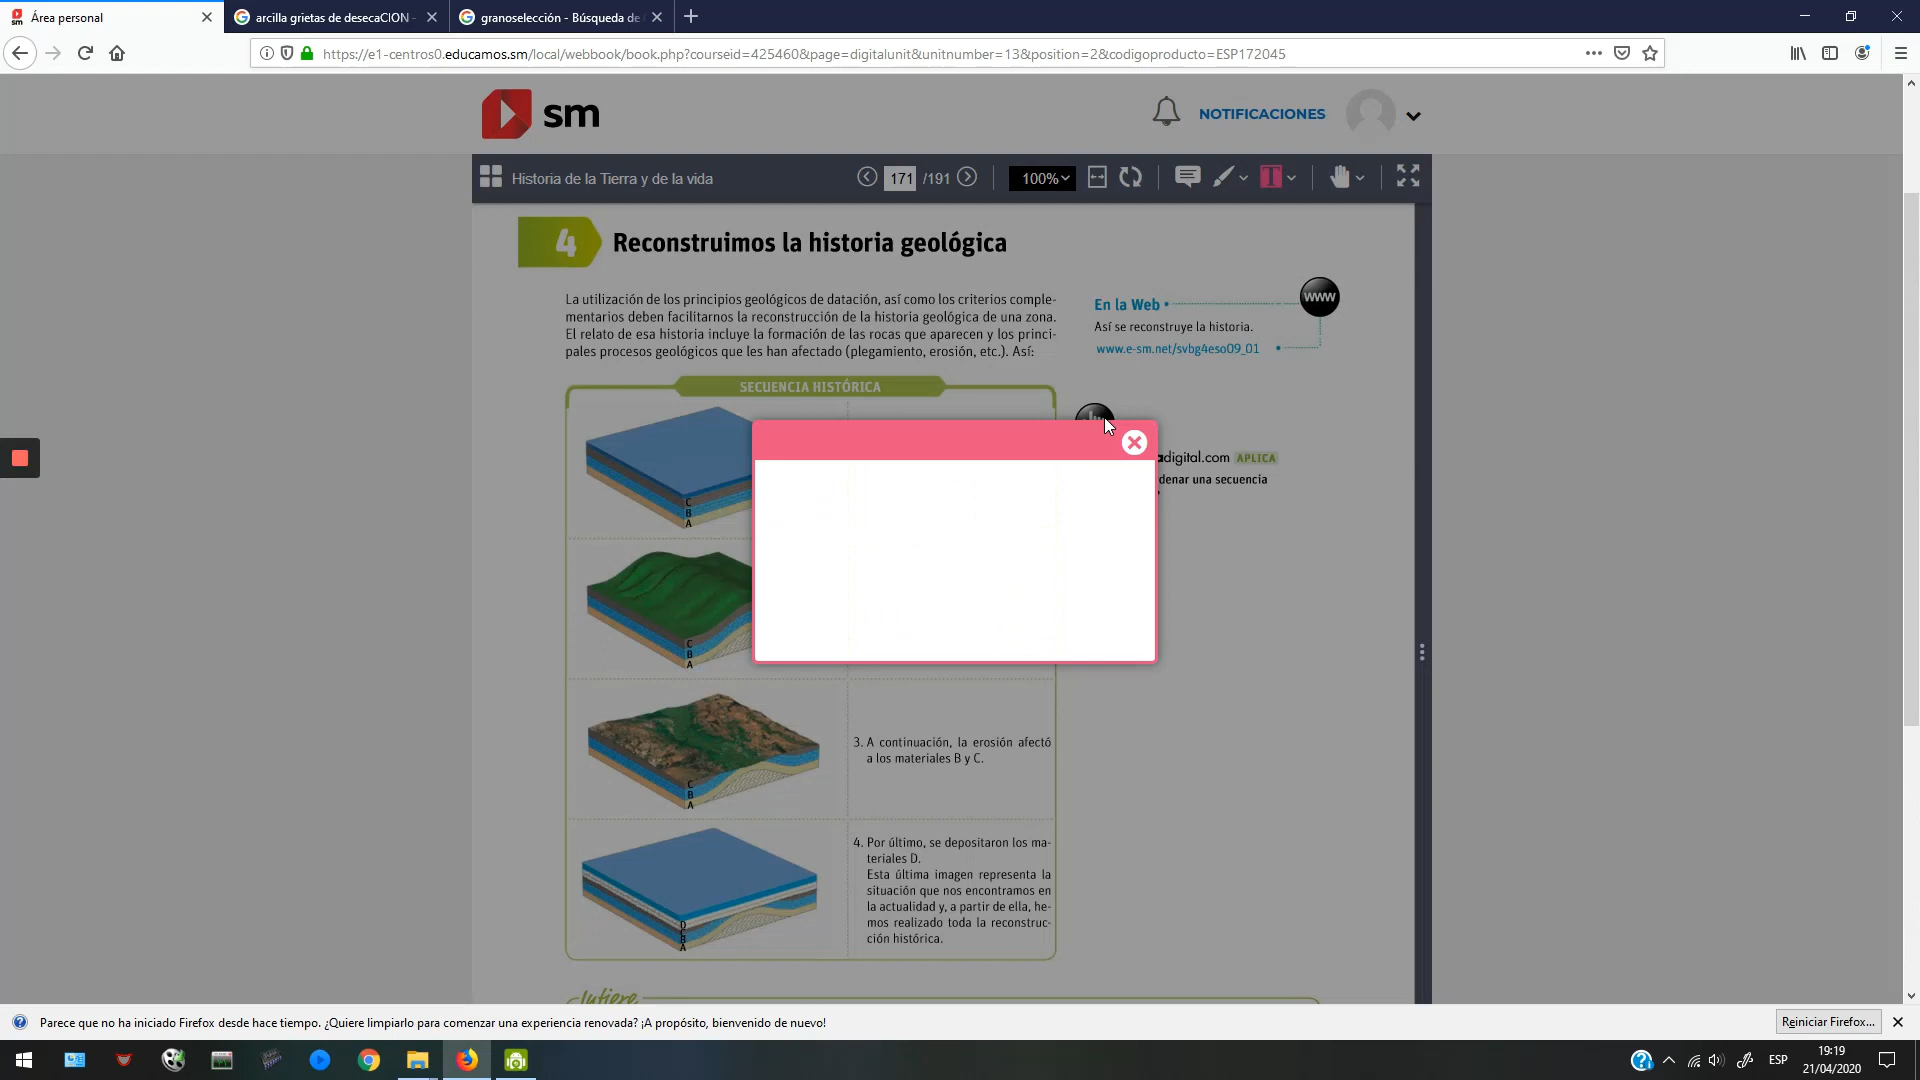 Área personal
arcilla grietas de desecaCION -
granoselección - Búsqueda de
https://e1-centros0.educamos.sm/local/webbook/book.php?courseid=425460&page=digitalunit&unitnumber=13&position=2&codigoproducto=ESP172045
sm
NOTIFICACIONES
Historia de la Tierra y de la vida
171 /191
100%
4 Reconstruimos la historia geológica
La utilización de los principios geológicos de datación, así como los criterios comple-
mentarios deben facilitarnos la reconstrucción de la historia geológica de una zona.
El relato de esa historia incluye la formación de las rocas que aparecen y los princi-
pales procesos geológicos que les han afectado (plegamiento, erosión, etc.). Así:
En la Web
www
Así se reconstruye la historia.
www.e-sm.net/svbg4eso09_01
SECUENCIA HISTÓRICA
C
B
A
adigital.com APLICA
denar una secuencia
C
B
A
C
B
A
3. A continuación, la erosión afectó
a los materiales B y C.
D
C
B
A
4. Por último, se depositaron los ma-
teriales D.
Esta última imagen representa la
situación que nos encontramos en
la actualidad y, a partir de ella, he-
mos realizado toda la reconstruc-
ción histórica.
Infiere
Parece que no ha iniciado Firefox desde hace tiempo. ¿Quiere limpiarlo para comenzar una experiencia renovada? ¡A propósito, bienvenido de nuevo!
Reiniciar Firefox...
ESP
19:19
21/04/2020